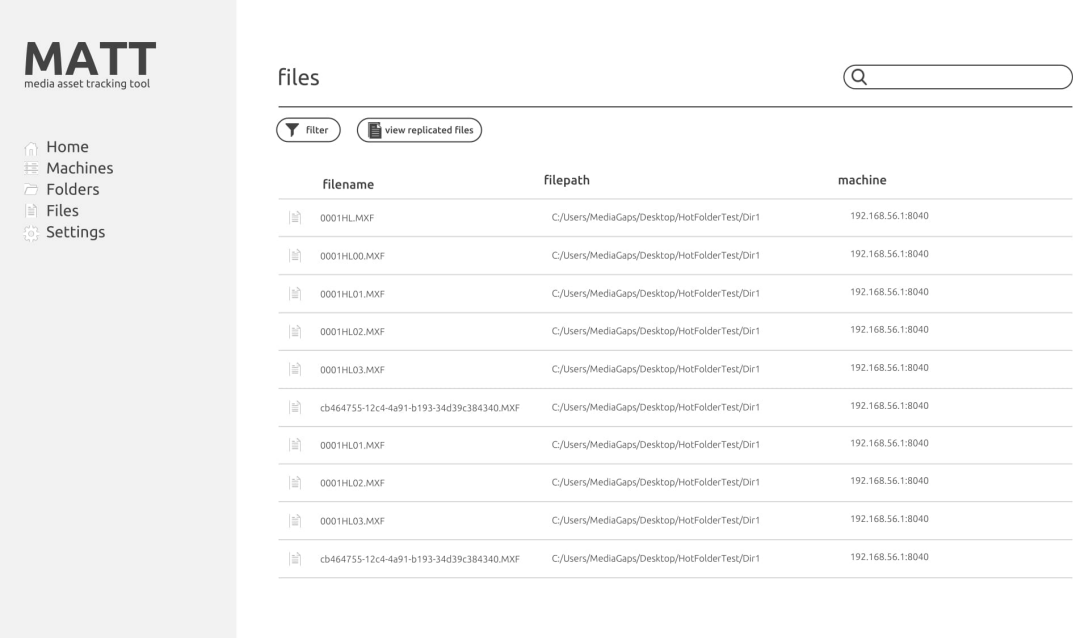 MATT
media asset tracking tool
Home
Machines
Folders
Files
Settings
files
filter
view replicated files
filename filepath machine
0001HL.MXF C:/Users/MediaGaps/Desktop/HotFolderTest/Dir1 192.168.56.1:8040
0001HL00.MXF C:/Users/MediaGaps/Desktop/HotFolderTest/Dir1 192.168.56.1:8040
0001HL01.MXF C:/Users/MediaGaps/Desktop/HotFolderTest/Dir1 192.168.56.1:8040
0001HL02.MXF C:/Users/MediaGaps/Desktop/HotFolderTest/Dir1 192.168.56.1:8040
0001HL03.MXF C:/Users/MediaGaps/Desktop/HotFolderTest/Dir1 192.168.56.1:8040
cb464755-12c4-4a91-b193-34d39c384340.MXF C:/Users/MediaGaps/Desktop/HotFolderTest/Dir1 192.168.56.1:8040
0001HL01.MXF C:/Users/MediaGaps/Desktop/HotFolderTest/Dir1 192.168.56.1:8040
0001HL02.MXF C:/Users/MediaGaps/Desktop/HotFolderTest/Dir1 192.168.56.1:8040
0001HL03.MXF C:/Users/MediaGaps/Desktop/HotFolderTest/Dir1 192.168.56.1:8040
cb464755-12c4-4a91-b193-34d39c384340.MXF C:/Users/MediaGaps/Desktop/HotFolderTest/Dir1 192.168.56.1:8040